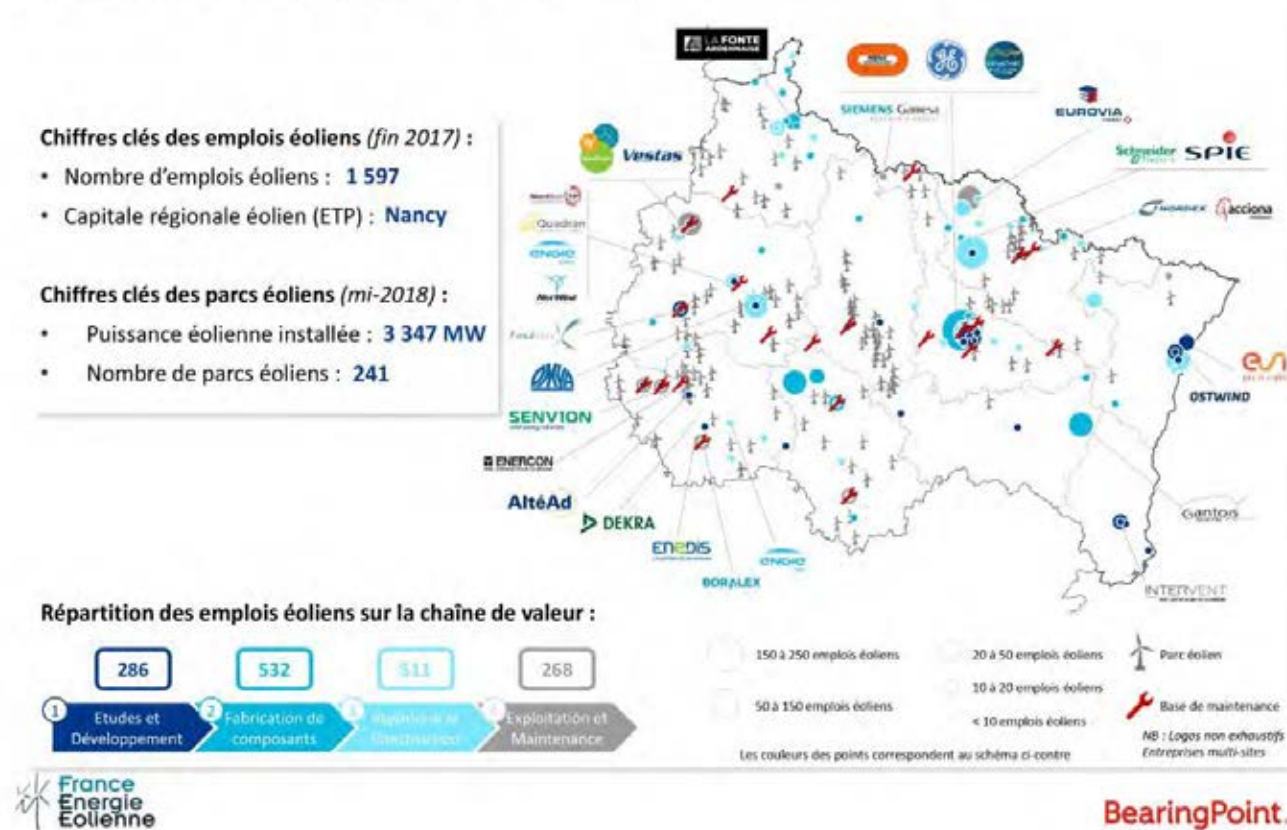 LA FONTE
ARDENNAISE
Chiffres clés des emplois éoliens (fin 2017) :
• Nombre d'emplois éoliens : 1 597
• Capitale régionale éolien (ETP) : Nancy
Chiffres clés des parcs éoliens (mi-2018) :
• Puissance éolienne installée : 3 347 MW
• Nombre de parcs éoliens : 241
Vestas
SIEMENS Gamesa
EUROVIA
Schneider
Electric
SPIE
NORDEX
acciona
Quadran
ENGIE
SENVION
ENERCON
AltéAd
DEKRA
ENEDIS
BORALEX
ENGIE
OSTWIND
Gantois
INTERVENT
Répartition des emplois éoliens sur la chaîne de valeur :
286
532
511
268
1
Etudes et
Développement
2
Fabrication de
composants
3
Exploitation et
Maintenance
150 à 250 emplois éoliens
50 à 150 emplois éoliens
20 à 50 emplois éoliens
10 à 20 emplois éoliens
< 10 emplois éoliens
Parc éolien
Base de maintenance
Les couleurs des points correspondent au schéma ci-contre
NB : Logos non exhaustifs
Entreprises multi-sites
France
Energie
Eolienne
BearingPoint.